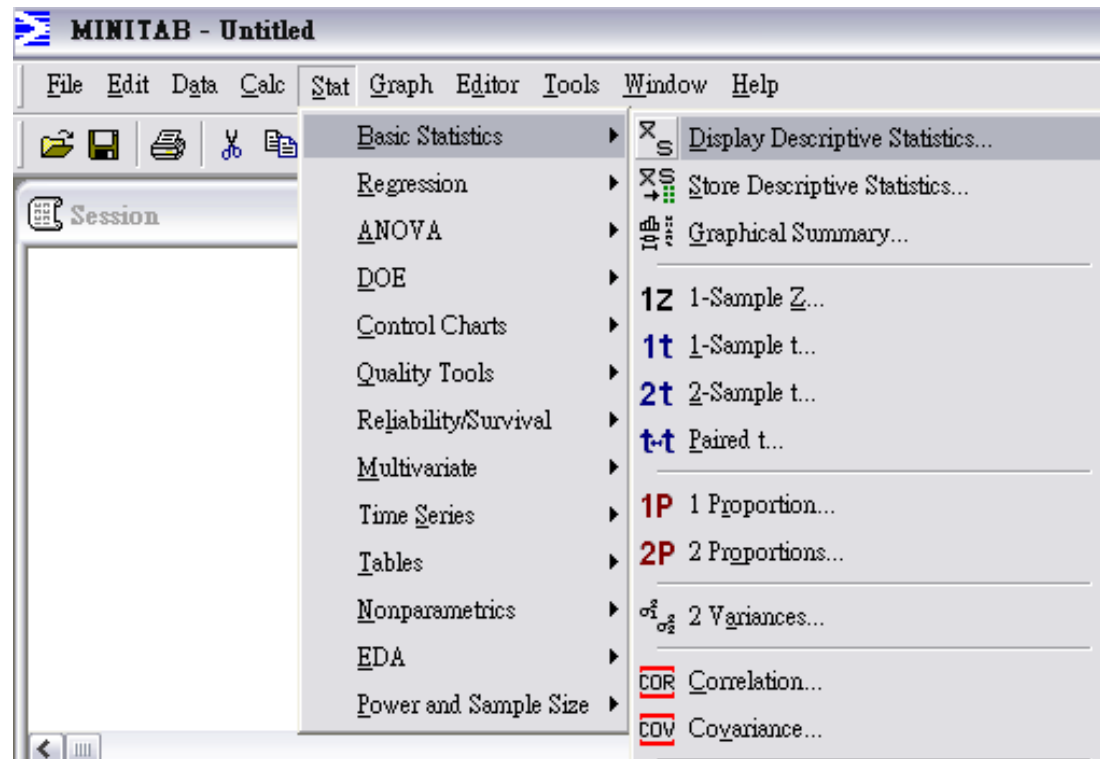 MINITAB - Untitled
File Edit Data Calc Stat Graph Editor Tools Window Help
Session
Basic Statistics
Regression
ANOVA
DOE
Control Charts
Quality Tools
Reliability/Survival
Multivariate
Time Series
Tables
Nonparametrics
EDA
Power and Sample Size
X S Display Descriptive Statistics...
X S Store Descriptive Statistics...
Graphical Summary...
1Z 1-Sample Z...
1t 1-Sample t...
2t 2-Sample t...
t-t Paired t...
1P 1 Proportion...
2P 2 Proportions...
σ²₁ σ²₂ 2 Variances...
COR Correlation...
COV Covariance...